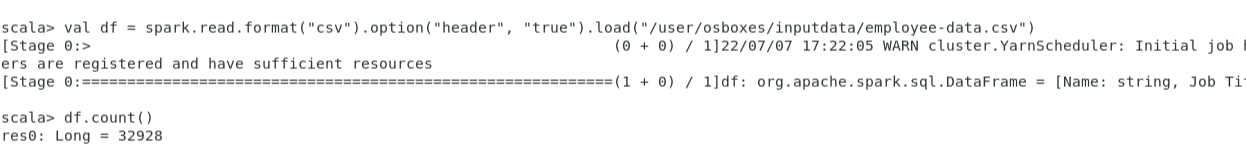 scala> val df = spark.read.format("csv").option("header", "true").load("/user/osboxes/inputdata/employee-data.csv")
[Stage 0:>                                                          (0 + 0) / 1]22/07/07 17:22:05 WARN cluster.YarnScheduler: Initial job
ers are registered and have sufficient resources
[Stage 0:===========================================================(1 + 0) / 1]df: org.apache.spark.sql.DataFrame = [Name: string, Job
scala> df.count()
res0: Long = 32928